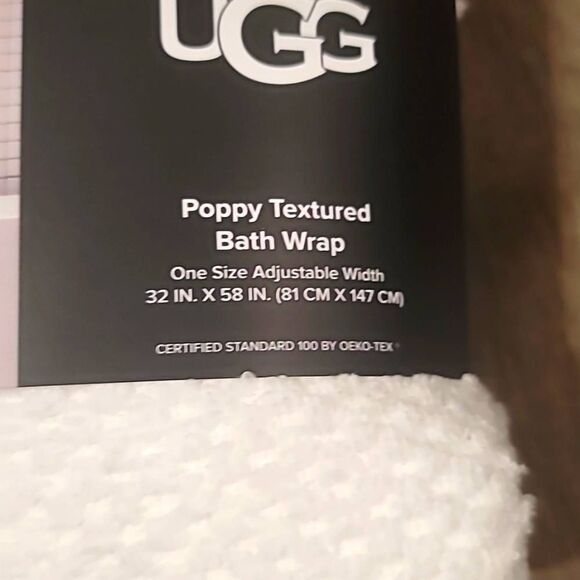 UGG
Poppy Textured
Bath Wrap
One Size Adjustable Width
32 IN. X 58 IN. (81 CM X 147 CM)
CERTIFIED STANDARD 100 BY OEKO-TEX®